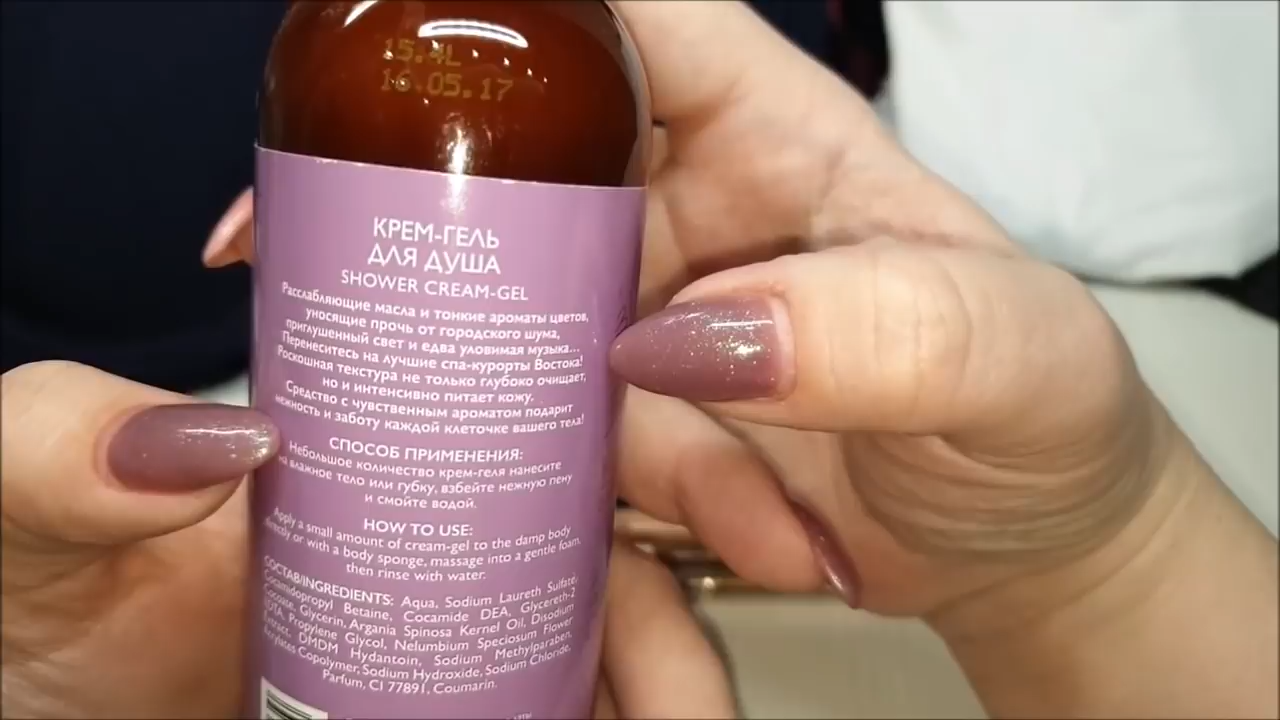 15.4L
16.05.17
КРЕМ-ГЕЛЬ
ДЛЯ ДУША
SHOWER CREAM-GEL
Расслабляющие масла и тонкие ароматы цветов,
уносящие прочь от городского шума,
приглушенный свет и едва уловимая музыка...
Перенеситесь на лучшие спа-курорты Востока!
Роскошная текстура не только глубоко очищает,
но и интенсивно питает кожу.
Средство с чувственным ароматом подарит
нежность и заботу каждой клеточке вашего тела!
СПОСОБ ПРИМЕНЕНИЯ:
Небольшое количество крем-геля нанесите
на влажное тело или губку, взбейте нежную пену
и смойте водой.
HOW TO USE:
Apply a small amount of cream-gel to the damp body
directly or with a body sponge, massage into a gentle foam,
then rinse with water.
СОСТАВ/INGREDIENTS: Aqua, Sodium Laureth Sulfate,
Cocamidopropyl Betaine, Cocamide DEA, Glycereth-2
Cocoate, Glycerin, Argania Spinosa Kernel Oil, Disodium
EDTA, Propylene Glycol, Nelumbium Speciosum Flower
Extract, DMDM Hydantoin, Sodium Methylparaben,
Acrylates Copolymer, Sodium Hydroxide, Sodium Chloride,
Parfum, CI 77891, Coumarin.